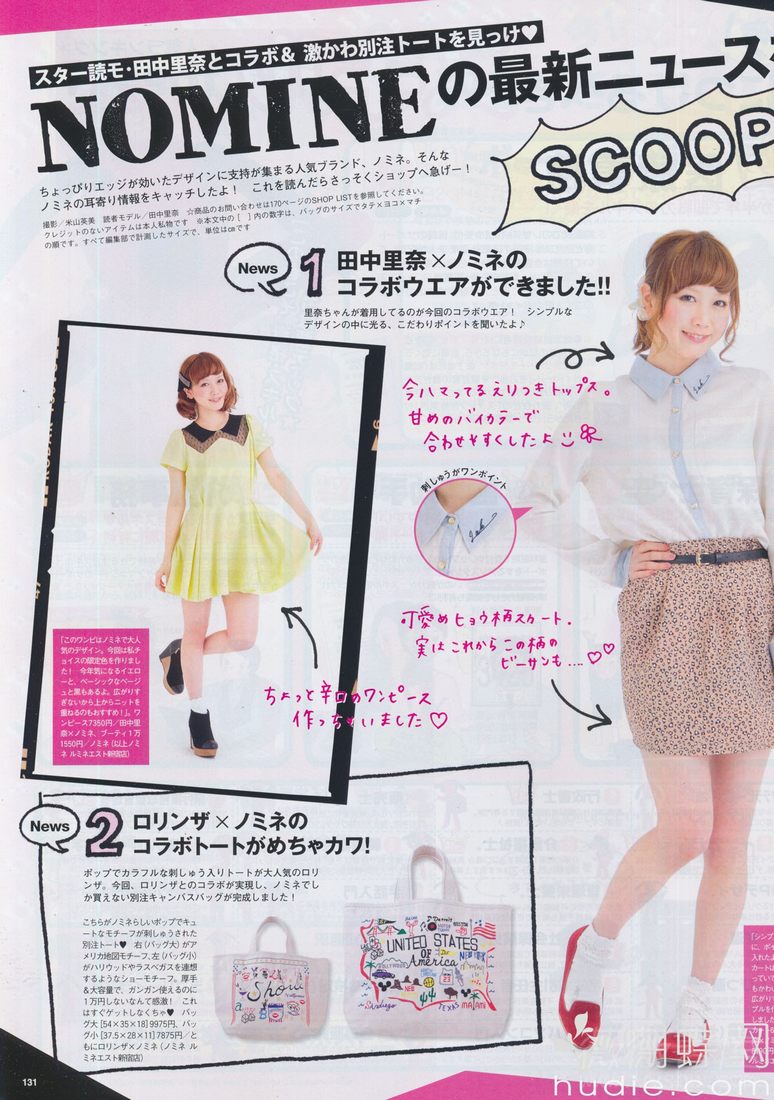 スター読モ・田中里奈とコラボ& 激かわ別注トートを見っけ♥
NOMINEの最新ニュースを
SCOOP
ちょっぴりエッジが効いたデザインに支持が集まる人気ブランド、ノミネ。そんな
ノミネの耳寄り情報をキャッチしたよ! これを読んだらさっそくショップへ急げー!
撮影/米山英美 読者モデル/田中里奈 ☆商品のお問い合わせは170ページのSHOP LISTを参照してください。
クレジットのないアイテムは本人私物です ※本文中の[ ]内の数字は、バッグのサイズでタテ×ヨコ×マチ
の順です。すべて編集部で計測したサイズで、単位は㎝です
News 1 田中里奈×ノミネの
コラボウエアができました!!
里奈ちゃんが着用してるのが今回のコラボウエア! シンプルな
デザインの中に光る、こだわりポイントを聞いたよ♪
今ハマってるえりつきトップス。
甘めのバイカラーで
合わせやすくしたよ
刺しゅうがワンポイント
可愛めヒョウ柄スカート.
実はこれからこの柄の
ビーサンも....♡♡
ちょっと辛口のワンピース
作っちゃいました♡
「このワンピはノミネで大人
気のデザイン。今回は私チ
ョイスの限定色を作りまし
た! 今年気になるイエロ
ーと、ベーシックなベージ
ュと黒もあるよ。広がりす
ぎないから上からニットを
重ねるのもおすすめ!」。ワ
ンピース7350円/田中里
奈×ノミネ、ブーティ1万
1550円/ノミネ(以上ノミ
ネ ルミネエスト新宿店)
News 2 ロリンザ×ノミネの
コラボトートがめちゃカワ!
ポップでカラフルな刺しゅう入りトートが大人気のロリ
ンザ。今回、ロリンザとのコラボが実現し、ノミネでし
か買えない別注キャンバスバッグが完成しました!
こちらがノミネらしいポップでキュ
ートなモチーフが刺しゅうされた
別注トート♥ 右(バッグ大)がア
メリカ地図モチーフ、左(バッグ小)
がハリウッドやラスベガスを連想
するようなショーモチーフ。厚手
&大容量で、ガンガン使えるのに
1万円しないなんて感激! これ
はすぐゲットしなくちゃ♥ バッ
グ大[54×35×18]9975円、バッ
グ小[37.5×28×11]7875円/と
もにロリンザ×ノミネ(ノミネ ル
ミネエスト新宿店)
Show
UNITED STATES
OF America
Detroit
HOLLYWOOD
TEXAS
MIAMI
131
hudie.com